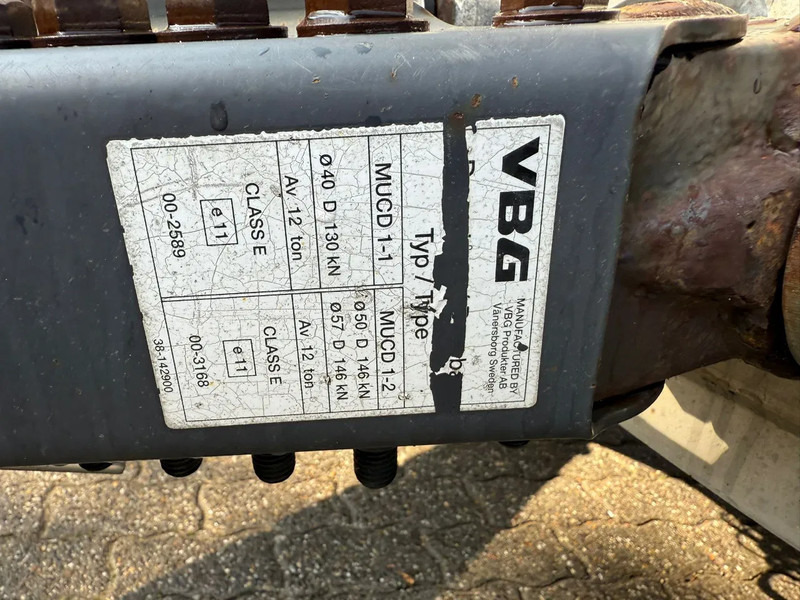 VBG
MANUFACTURED BY
VBG Produkter AB
Vänersborg Sweden
Typ / Type
MUCD 1-1
ø40 D 130 kN
Av 12 ton
CLASS E
e 11
00-2589
MUCD 1-2
ø50 D 146 kN
ø57 D 146 kN
Av 12 ton
CLASS E
e 11
00-3168
38-142900